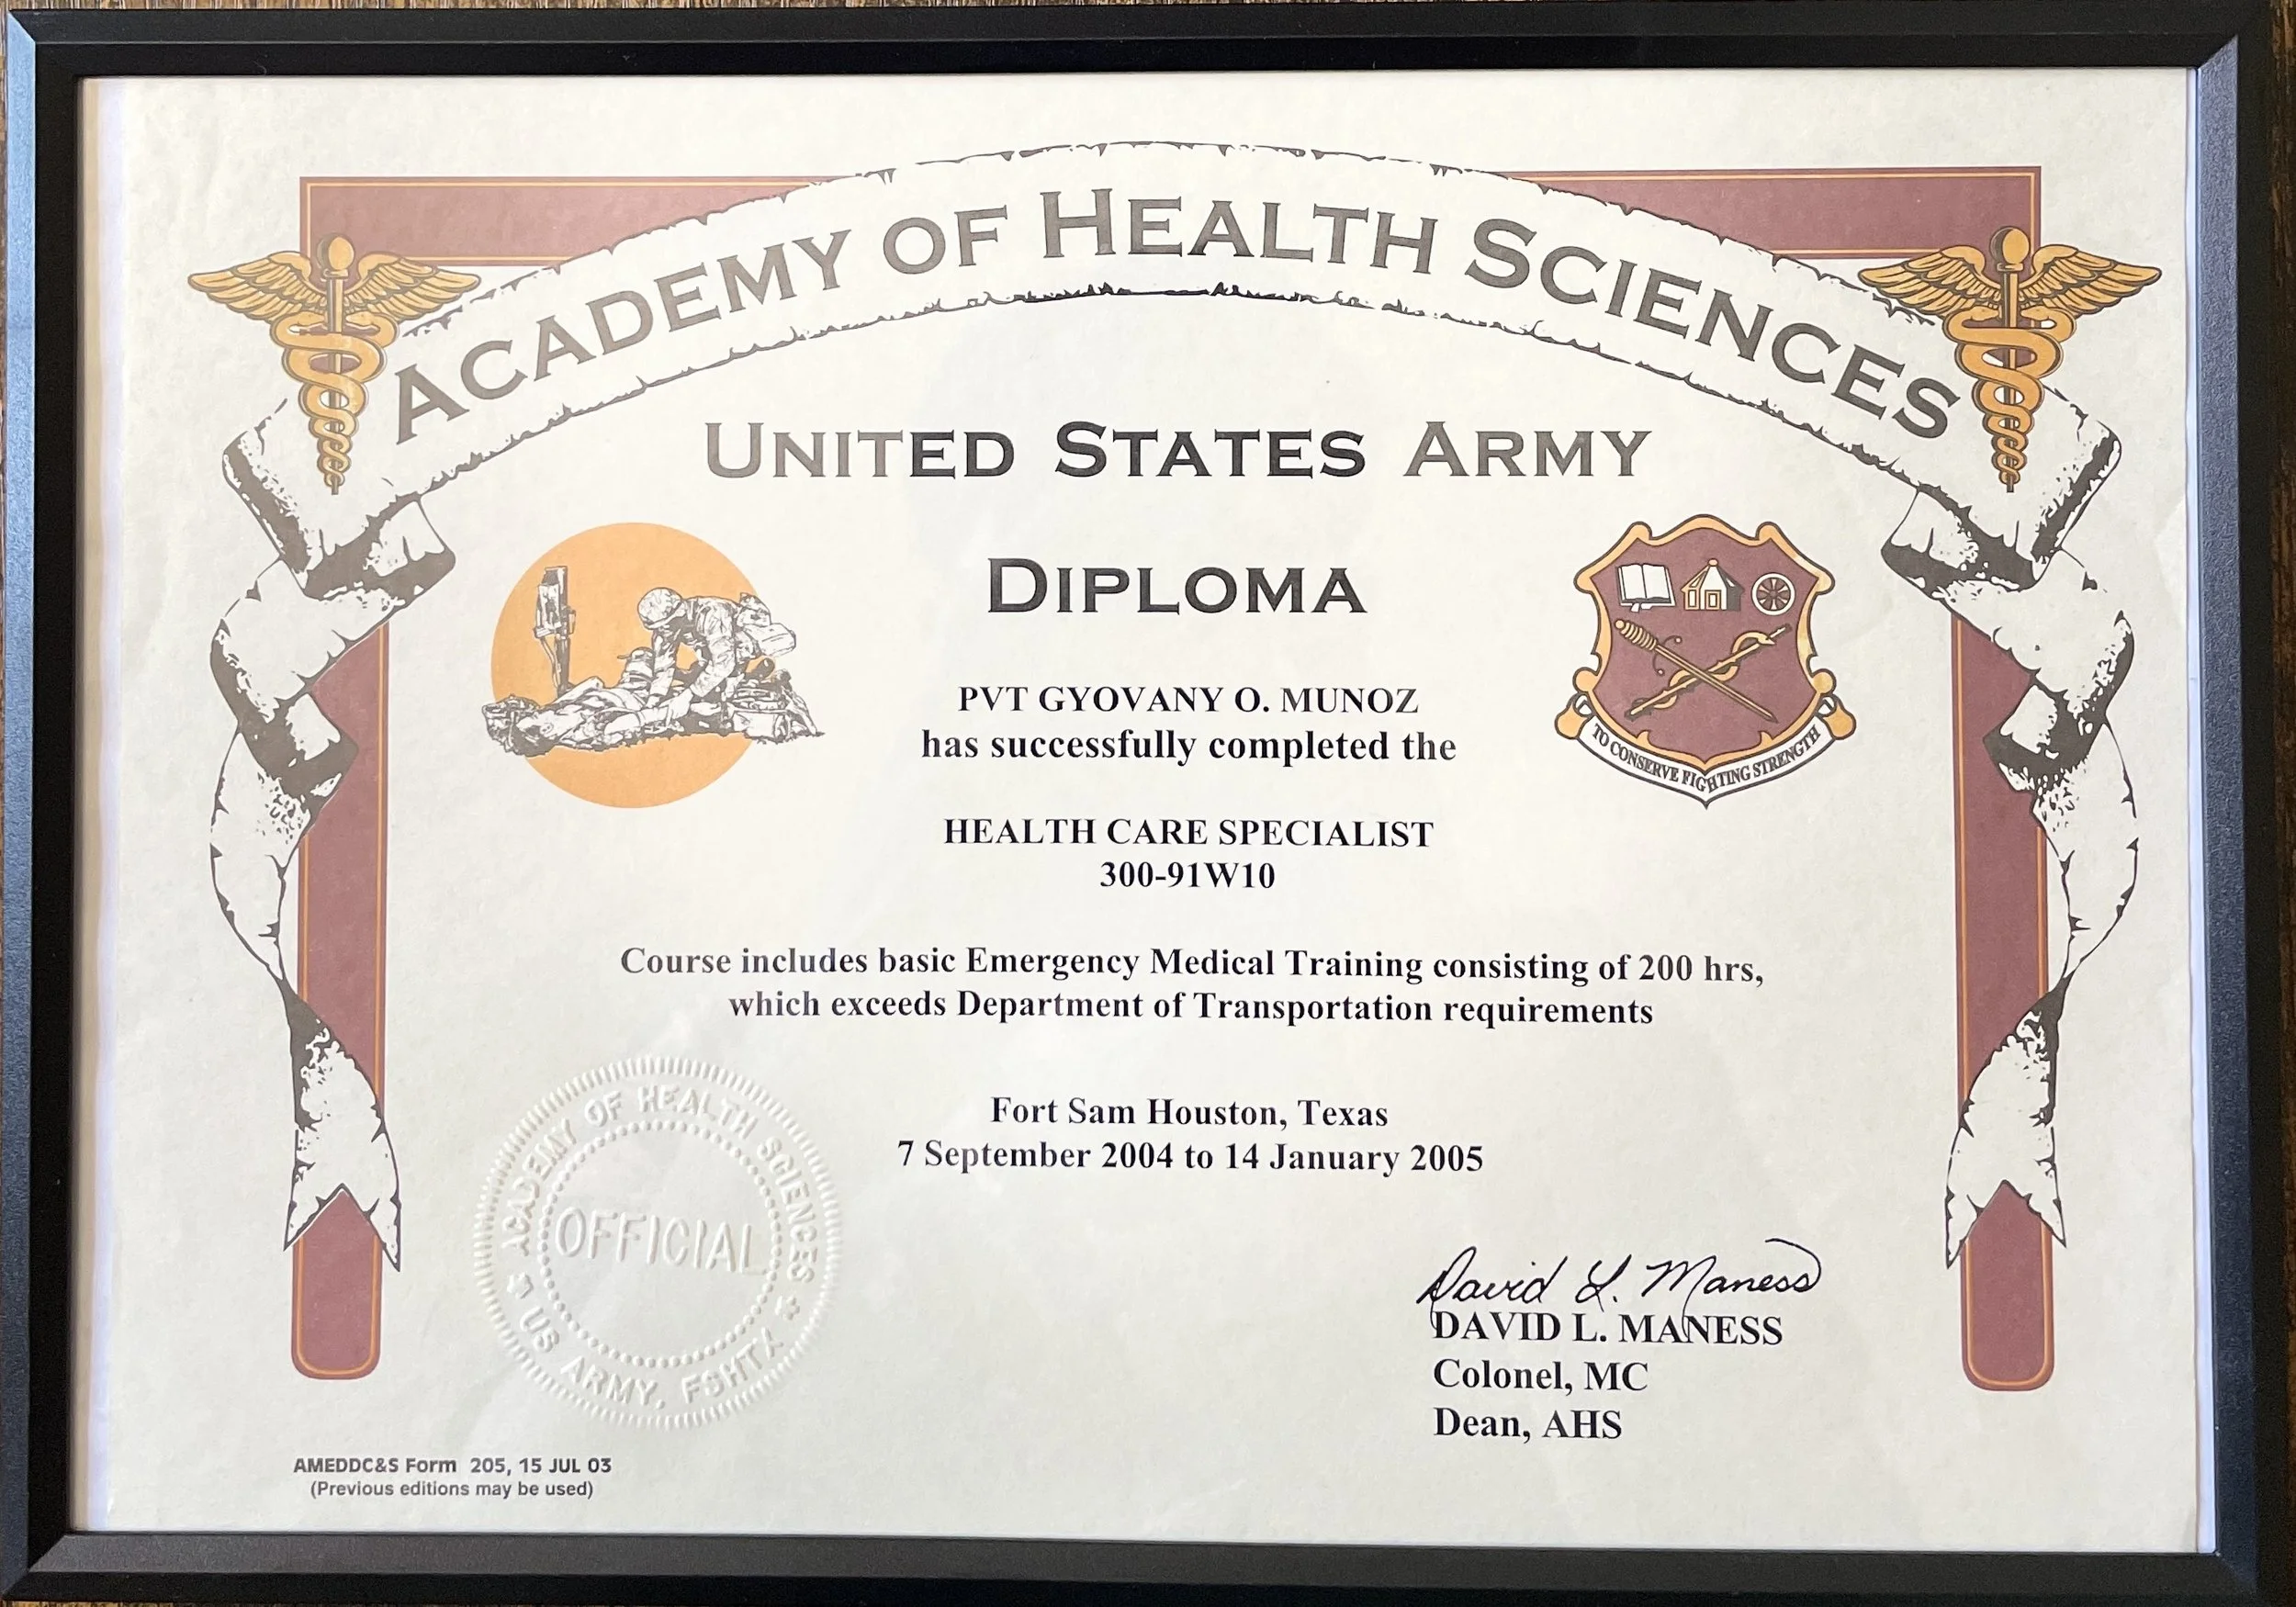 ACADEMY OF HEALTH SCIENCES
UNITED STATES ARMY
DIPLOMA
PVT GYOVANY O. MUNOZ
has successfully completed the
TO CONSERVE FIGHTING STRENGTH
HEALTH CARE SPECIALIST
300-91W10
Course includes basic Emergency Medical Training consisting of 200 hrs,
which exceeds Department of Transportation requirements
Fort Sam Houston, Texas
7 September 2004 to 14 January 2005
ACADEMY OF HEALTH SCIENCES
OFFICIAL
US ARMY, FSHTX
David L. Maness
DAVID L. MANESS
Colonel, MC
Dean, AHS
AMEDDC&S Form 205, 15 JUL 03
(Previous editions may be used)